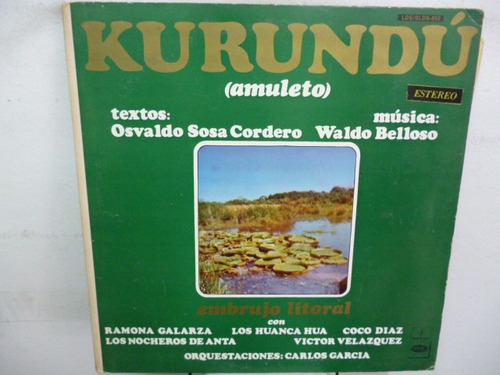 KURUNDÚ
(amuleto)
ESTEREO
textos: música:
Osvaldo Sosa Cordero Waldo Belloso
embrujo litoral
con
RAMONA GALARZA LOS HUANCA HUA COCO DIAZ
LOS NOCHEROS DE ANTA VICTOR VELAZQUEZ
ORQUESTACIONES: CARLOS GARCIA